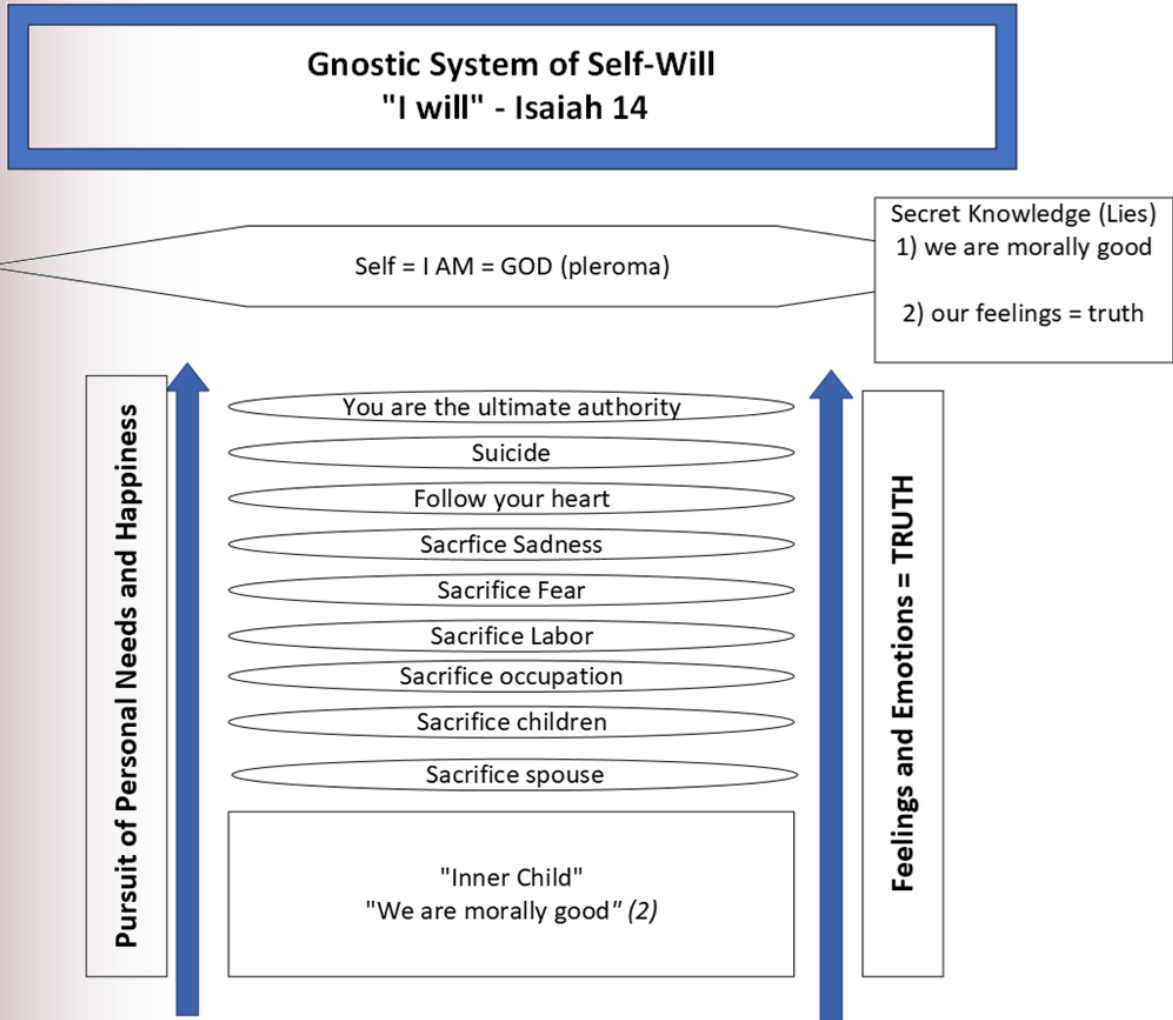 Gnostic System of Self-Will
"I will" - Isaiah 14
Secret Knowledge (Lies)
1) we are morally good
2) our feelings = truth
Self = I AM = GOD (pleroma)
Pursuit of Personal Needs and Happiness
You are the ultimate authority
Suicide
Follow your heart
Sacrfice Sadness
Sacrifice Fear
Sacrifice Labor
Sacrifice occupation
Sacrifice children
Sacrifice spouse
"Inner Child"
"We are morally good" (2)
Feelings and Emotions = TRUTH